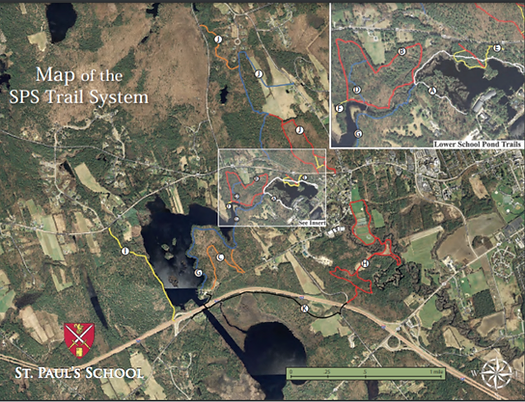 Map of the
SPS Trail System
J
J
J
B
E
D
A
F
G
Lower School Pond Trails
See Insert
I
G
C
H
K
ST. PAUL'S SCHOOL
0
.25
.5
1 mile
W